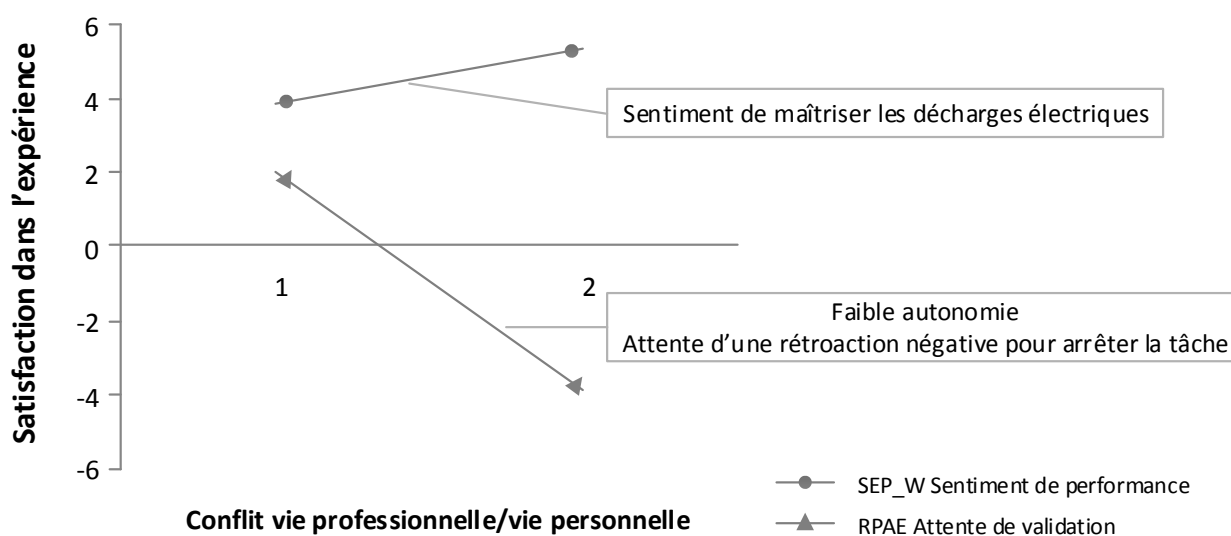 6
4
2
0
-2
-4
-6
Satisfaction dans l’expérience
1
2
Sentiment de maîtriser les décharges électriques
Faible autonomie
Attente d’une rétroaction négative pour arrêter la tâche
Conflit vie professionnelle/vie personnelle
SEP_W Sentiment de performance
RPAE Attente de validation